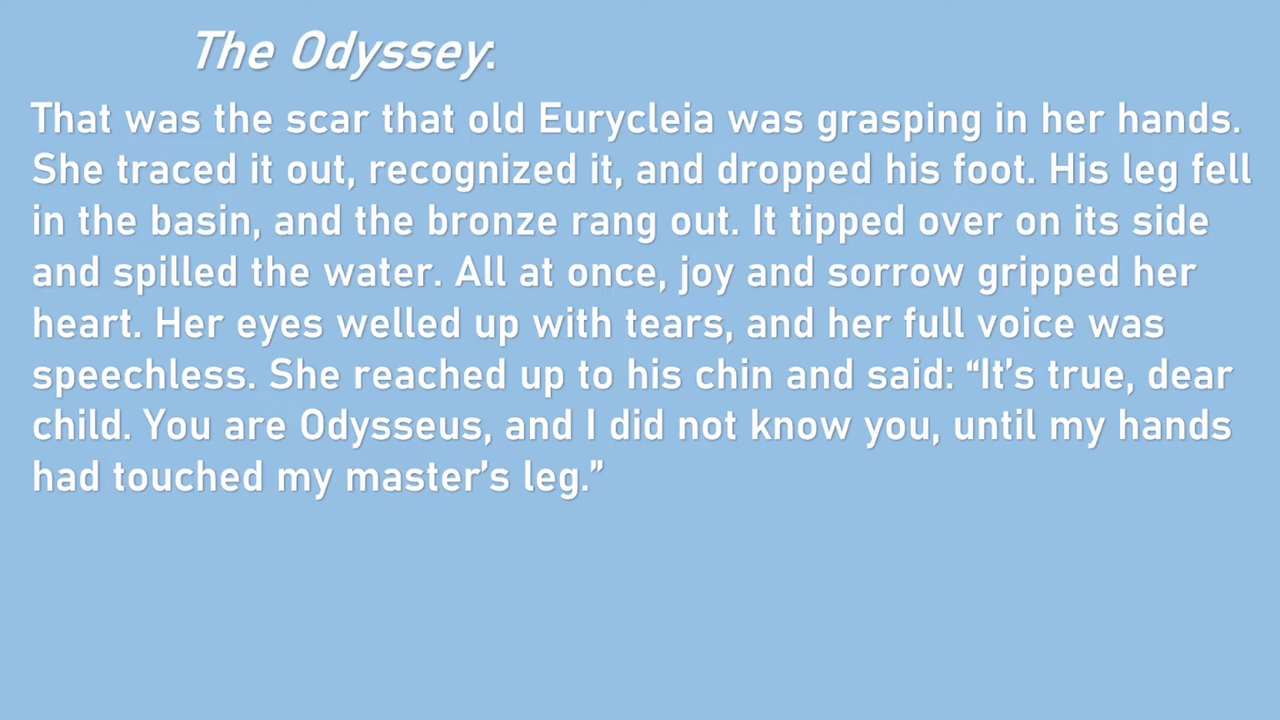 The Odyssey:
That was the scar that old Eurycleia was grasping in her hands.
She traced it out, recognized it, and dropped his foot. His leg fell
in the basin, and the bronze rang out. It tipped over on its side
and spilled the water. All at once, joy and sorrow gripped her
heart. Her eyes welled up with tears, and her full voice was
speechless. She reached up to his chin and said: “It’s true, dear
child. You are Odysseus, and I did not know you, until my hands
had touched my master’s leg.”